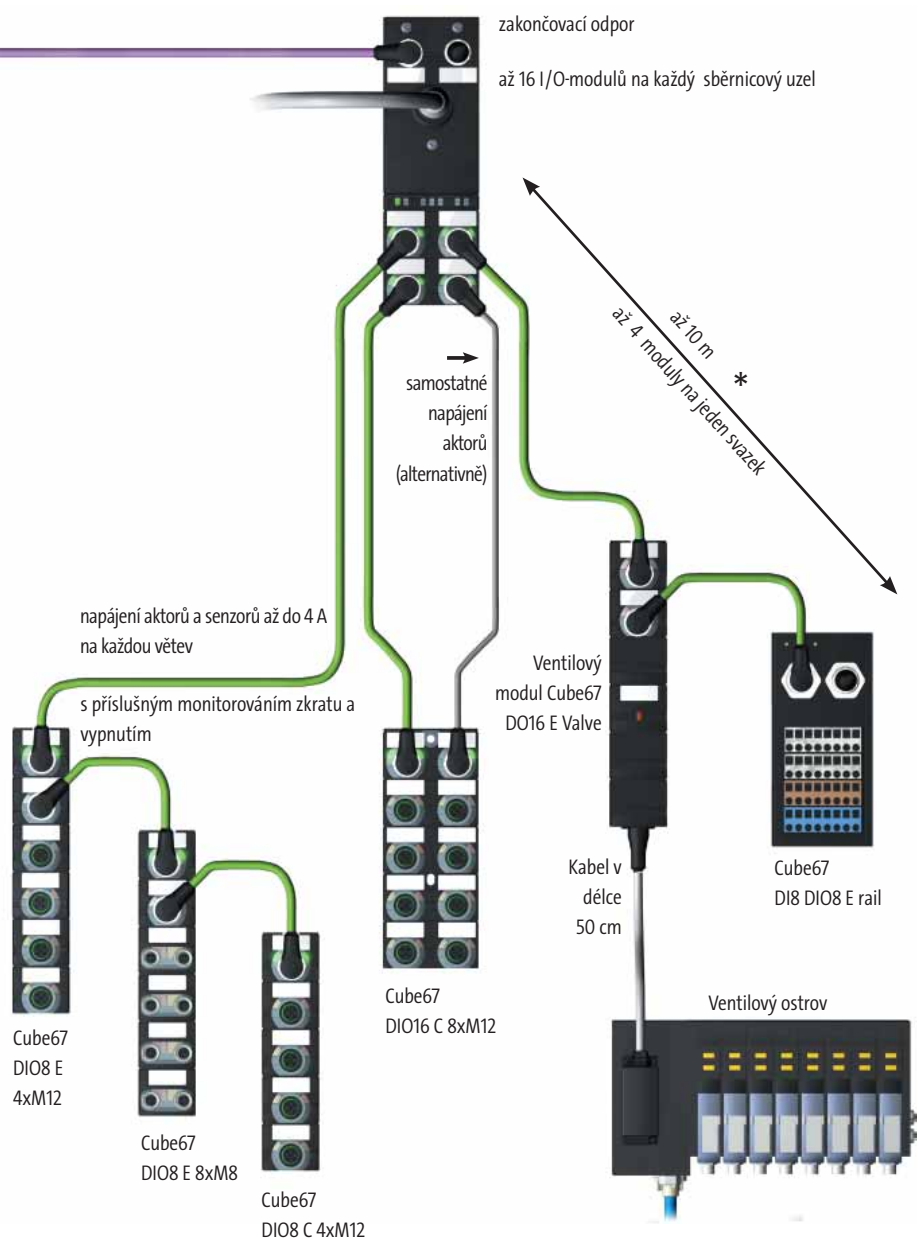 zakončovací odpor
až 16 I/O-modulů na každý sběrnicový uzel
až 10 m
až 4 moduly na jeden svazek
*
samostatné
napájení
aktorů
(alternativně)
napájení aktorů a senzorů až do 4 A
na každou větev
s příslušným monitorováním zkratu a
vypnutím
Ventilový
modul Cube67
DO16 E Valve
Cube67
DI8 DIO8 E rail
Kabel v
délce
50 cm
Cube67
DIO16 C 8xM12
Ventilový ostrov
Cube67
DIO8 E
4xM12
Cube67
DIO8 E 8xM8
Cube67
DIO8 C 4xM12